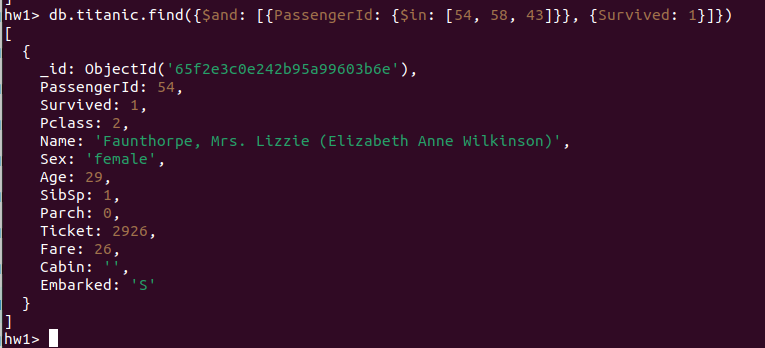 ]
hw1> db.titanic.find({$and: [{PassengerId: {$in: [54, 58, 43]}}, {Survived: 1}]})
[
  {
    _id: ObjectId('65f2e3c0e242b95a99603b6e'),
    PassengerId: 54,
    Survived: 1,
    Pclass: 2,
    Name: 'Faunthorpe, Mrs. Lizzie (Elizabeth Anne Wilkinson)',
    Sex: 'female',
    Age: 29,
    SibSp: 1,
    Parch: 0,
    Ticket: 2926,
    Fare: 26,
    Cabin: '',
    Embarked: 'S'
  }
]
hw1>